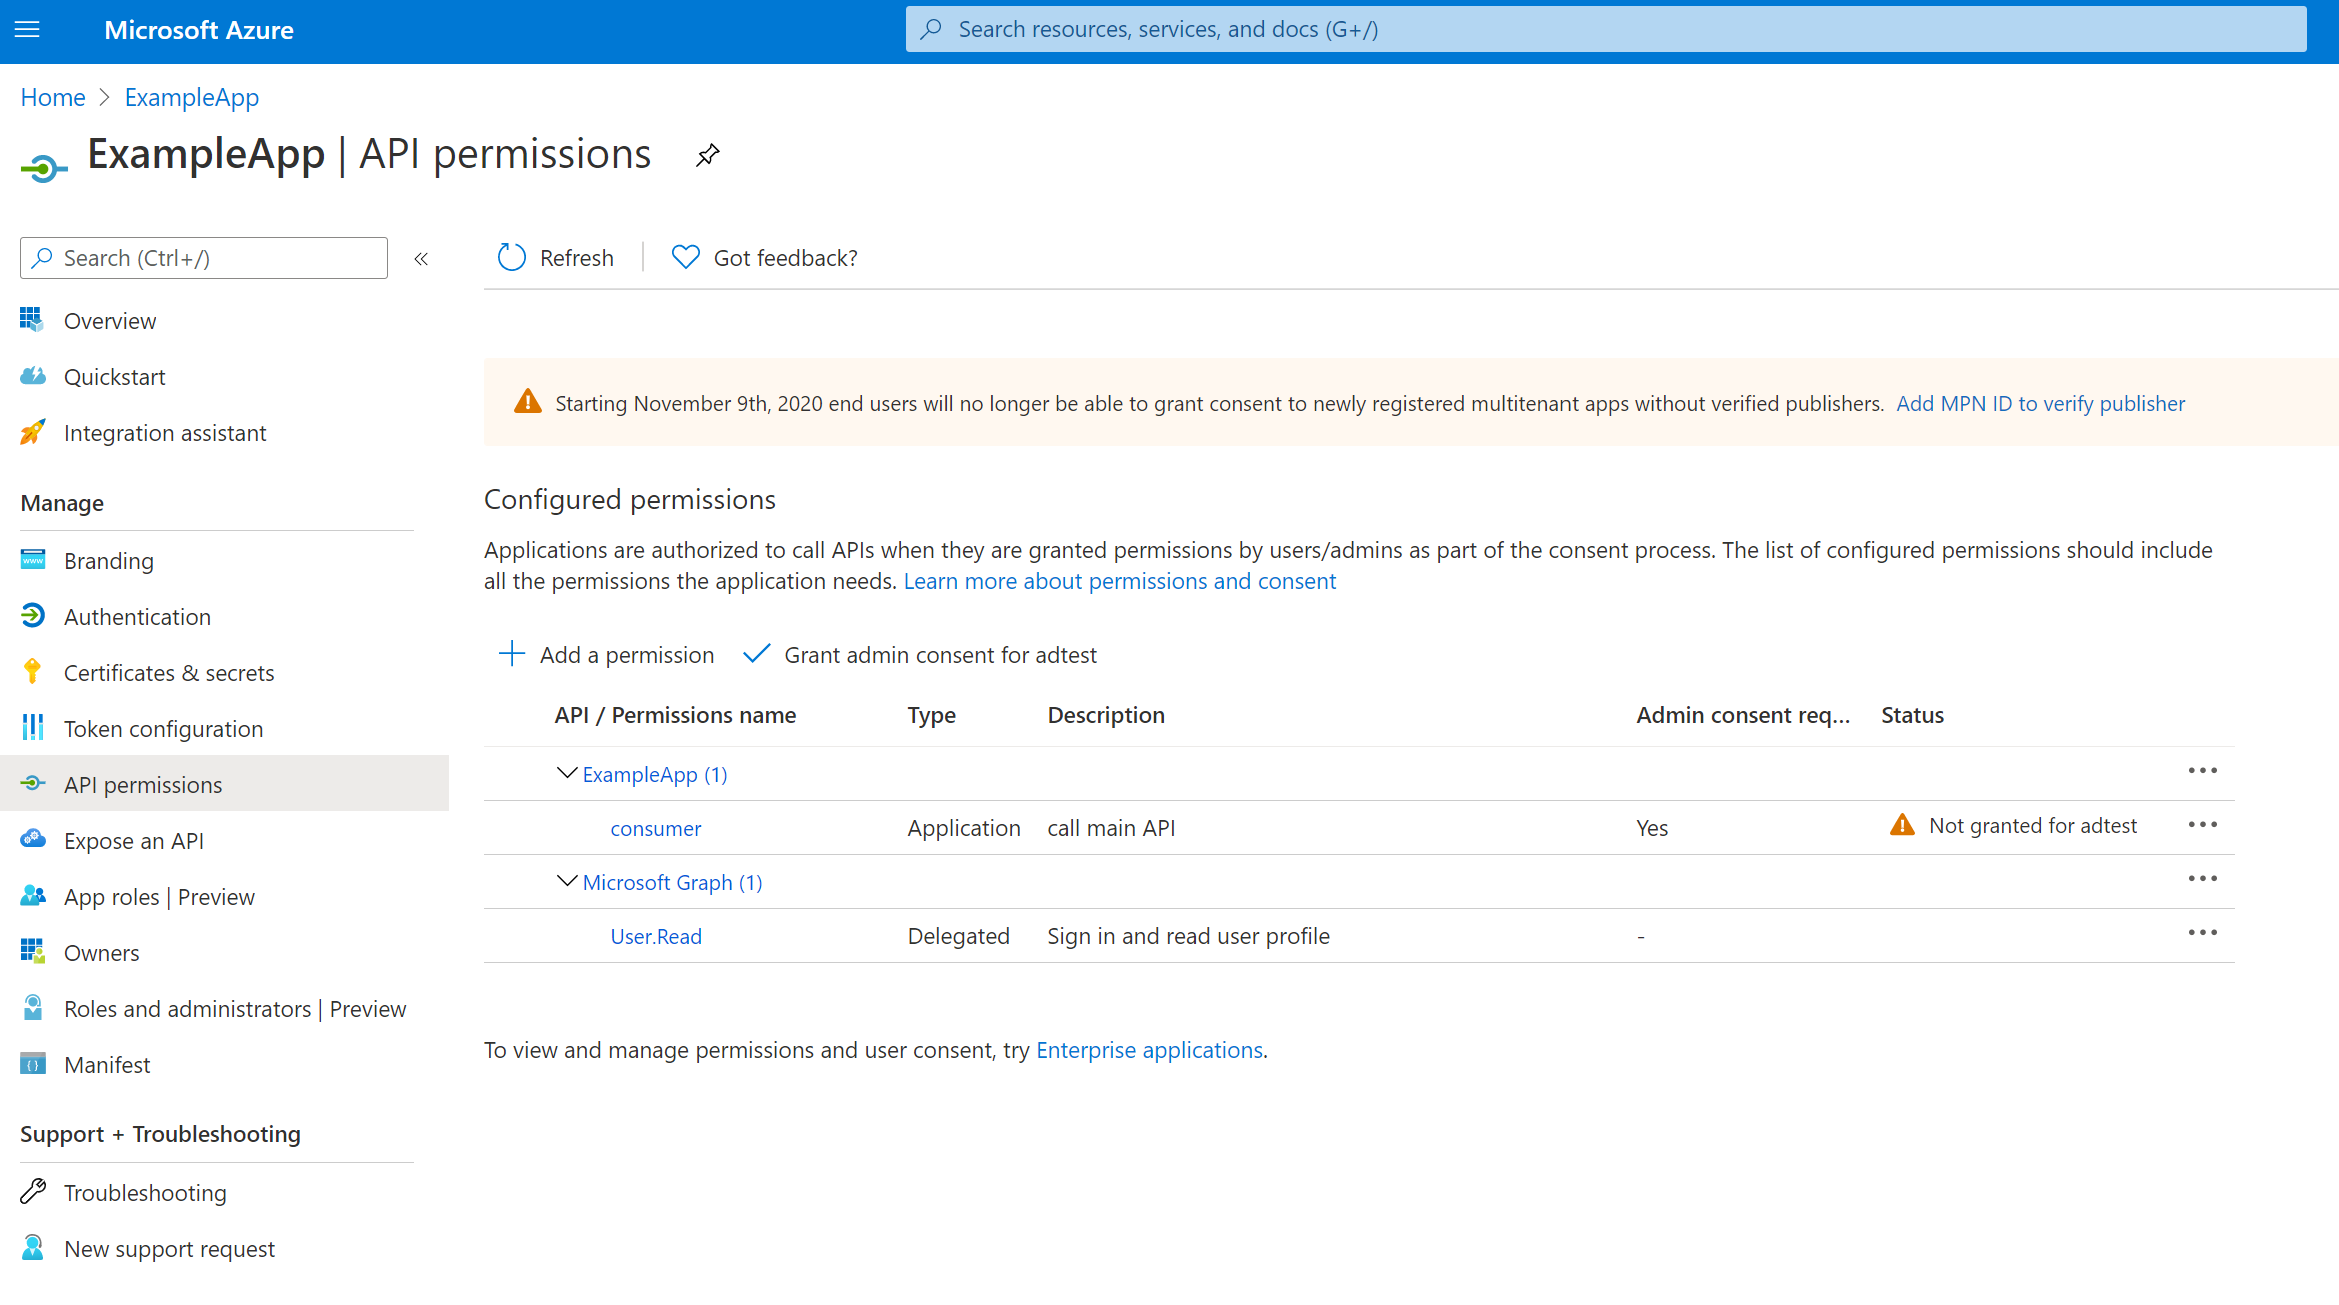 Microsoft Azure
Search resources, services, and docs (G+/)
Home
ExampleApp
ExampleApp | API permissions
Search (Ctrl+/)
«
Refresh
Got feedback?
Overview
Quickstart
Integration assistant
Manage
Branding
Authentication
Certificates & secrets
Token configuration
API permissions
Expose an API
App roles | Preview
Owners
Roles and administrators | Preview
Manifest
Support + Troubleshooting
Troubleshooting
New support request
Starting November 9th, 2020 end users will no longer be able to grant consent to newly registered multitenant apps without verified publishers. Add MPN ID to verify publisher
Configured permissions
Applications are authorized to call APIs when they are granted permissions by users/admins as part of the consent process. The list of configured permissions should include
all the permissions the application needs. Learn more about permissions and consent
Add a permission
Grant admin consent for adtest
API / Permissions name Type Description Admin consent req... Status
ExampleApp (1)
consumer Application call main API Yes Not granted for adtest
Microsoft Graph (1)
User.Read Delegated Sign in and read user profile -
To view and manage permissions and user consent, try Enterprise applications.